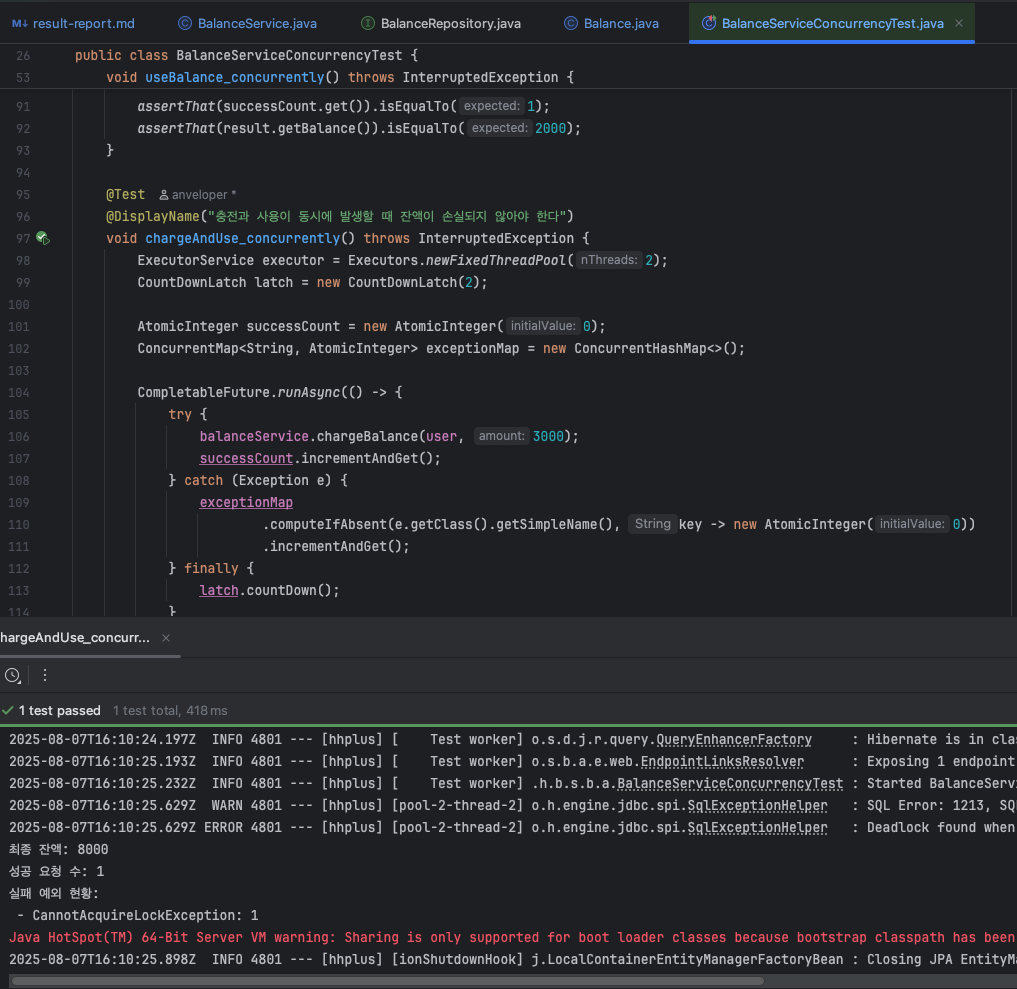 M↓ result-report.md
BalanceService.java
BalanceRepository.java
Balance.java
BalanceServiceConcurrencyTest.java
26 public class BalanceServiceConcurrencyTest {
53 void useBalance_concurrently() throws InterruptedException {
91 assertThat(successCount.get()).isEqualTo( expected: 1);
92 assertThat(result.getBalance()).isEqualTo( expected: 2000);
93 }
94
95 @Test anveloper *
96 @DisplayName("충전과 사용이 동시에 발생할 때 잔액이 손실되지 않아야 한다")
97 void chargeAndUse_concurrently() throws InterruptedException {
98 ExecutorService executor = Executors.newFixedThreadPool( nThreads: 2);
99 CountDownLatch latch = new CountDownLatch(2);
100
101 AtomicInteger successCount = new AtomicInteger( initialValue: 0);
102 ConcurrentMap<String, AtomicInteger> exceptionMap = new ConcurrentHashMap<>();
103
104 CompletableFuture.runAsync(() -> {
105 try {
106 balanceService.chargeBalance(user, amount: 3000);
107 successCount.incrementAndGet();
108 } catch (Exception e) {
109 exceptionMap
110 .computeIfAbsent(e.getClass().getSimpleName(), String key -> new AtomicInteger( initialValue: 0))
111 .incrementAndGet();
112 } finally {
113 latch.countDown();
114 }
hargeAndUse_concurr...
1 test passed 1 test total, 418 ms
2025-08-07T16:10:24.197Z INFO 4801 --- [hhplus] [ Test worker] o.s.d.j.r.query.QueryEnhancerFactory : Hibernate is in cla
2025-08-07T16:10:25.193Z INFO 4801 --- [hhplus] [ Test worker] o.s.b.a.e.web.EndpointLinksResolver : Exposing 1 endpoint
2025-08-07T16:10:25.232Z INFO 4801 --- [hhplus] [ Test worker] .h.b.s.b.a.BalanceServiceConcurrencyTest : Started BalanceServ
2025-08-07T16:10:25.629Z WARN 4801 --- [hhplus] [pool-2-thread-2] o.h.engine.jdbc.spi.SqlExceptionHelper : SQL Error: 1213, SQ
2025-08-07T16:10:25.629Z ERROR 4801 --- [hhplus] [pool-2-thread-2] o.h.engine.jdbc.spi.SqlExceptionHelper : Deadlock found when
최종 잔액: 8000
성공 요청 수: 1
실패 예외 현황:
- CannotAcquireLockException: 1
Java HotSpot(TM) 64-Bit Server VM warning: Sharing is only supported for boot loader classes because bootstrap classpath has been
2025-08-07T16:10:25.898Z INFO 4801 --- [hhplus] [ionShutdownHook] j.LocalContainerEntityManagerFactoryBean : Closing JPA EntityMa